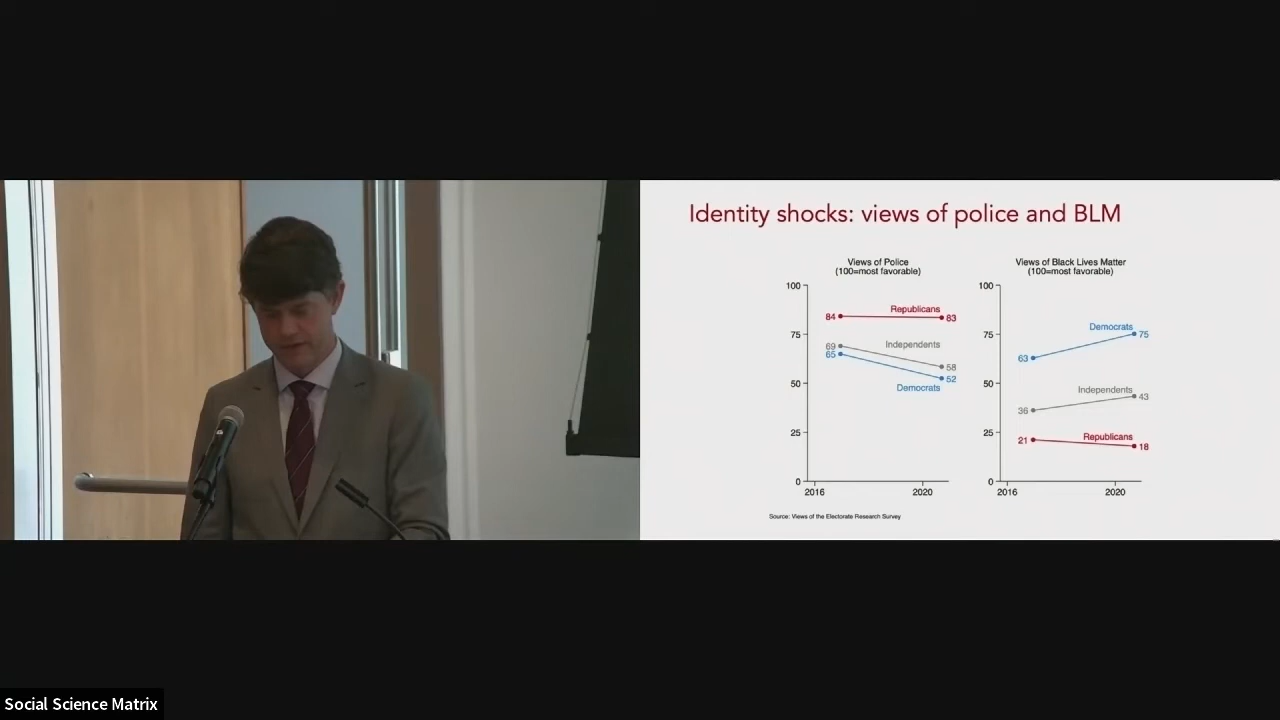 Identity shocks: views of police and BLM
Views of Police
(100=most favorable)
100
75
50
25
0
2016
2020
84
Republicans
83
69
65
Independents
58
52
Democrats
Views of Black Lives Matter
(100=most favorable)
100
75
50
25
0
2016
2020
Democrats
75
63
Independents
43
36
21
Republicans
18
Source: Views of the Electorate Research Survey
Social Science Matrix